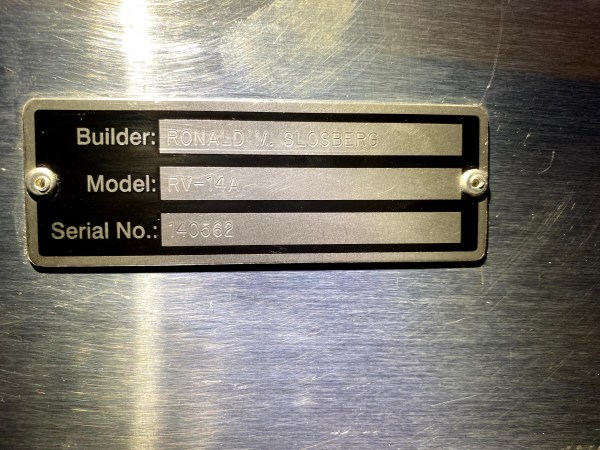 Builder: RONALD M. SLOSBERG
Model: RV-14A
Serial No.: 140562